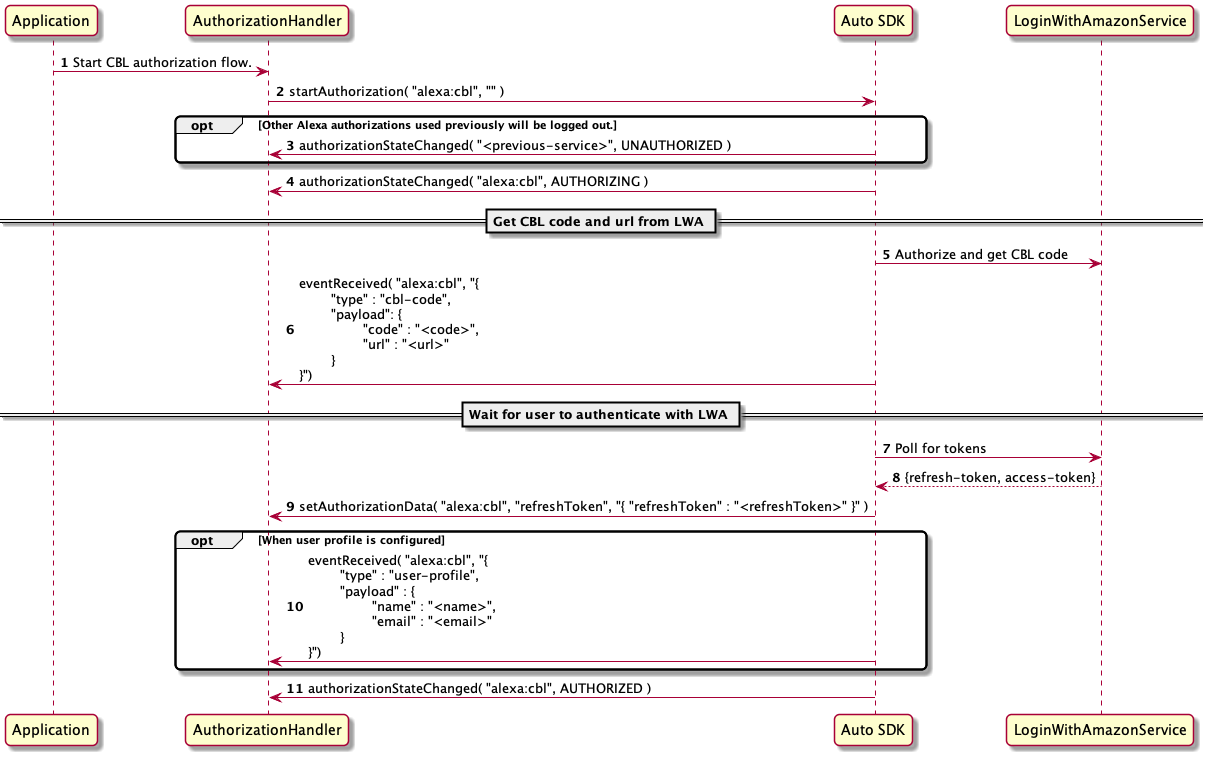 Application
AuthorizationHandler
Auto SDK
LoginWithAmazonService
1 Start CBL authorization flow.
2 startAuthorization( "alexa:cbl", "" )
opt [Other Alexa authorizations used previously will be logged out.]
3 authorizationStateChanged( "<previous-service>", UNAUTHORIZED )
4 authorizationStateChanged( "alexa:cbl", AUTHORIZING )
Get CBL code and url from LWA
5 Authorize and get CBL code
eventReceived( "alexa:cbl", "{
"type" : "cbl-code",
"payload": {
6 "code" : "<code>",
"url" : "<url>"
}
}")
Wait for user to authenticate with LWA
7 Poll for tokens
8 {refresh-token, access-token}
9 setAuthorizationData( "alexa:cbl", "refreshToken", "{ "refreshToken" : "<refreshToken>" }" )
opt [When user profile is configured]
eventReceived( "alexa:cbl", "{
"type" : "user-profile",
"payload" : {
10 "name" : "<name>",
"email" : "<email>"
}
}")
11 authorizationStateChanged( "alexa:cbl", AUTHORIZED )
Application
AuthorizationHandler
Auto SDK
LoginWithAmazonService